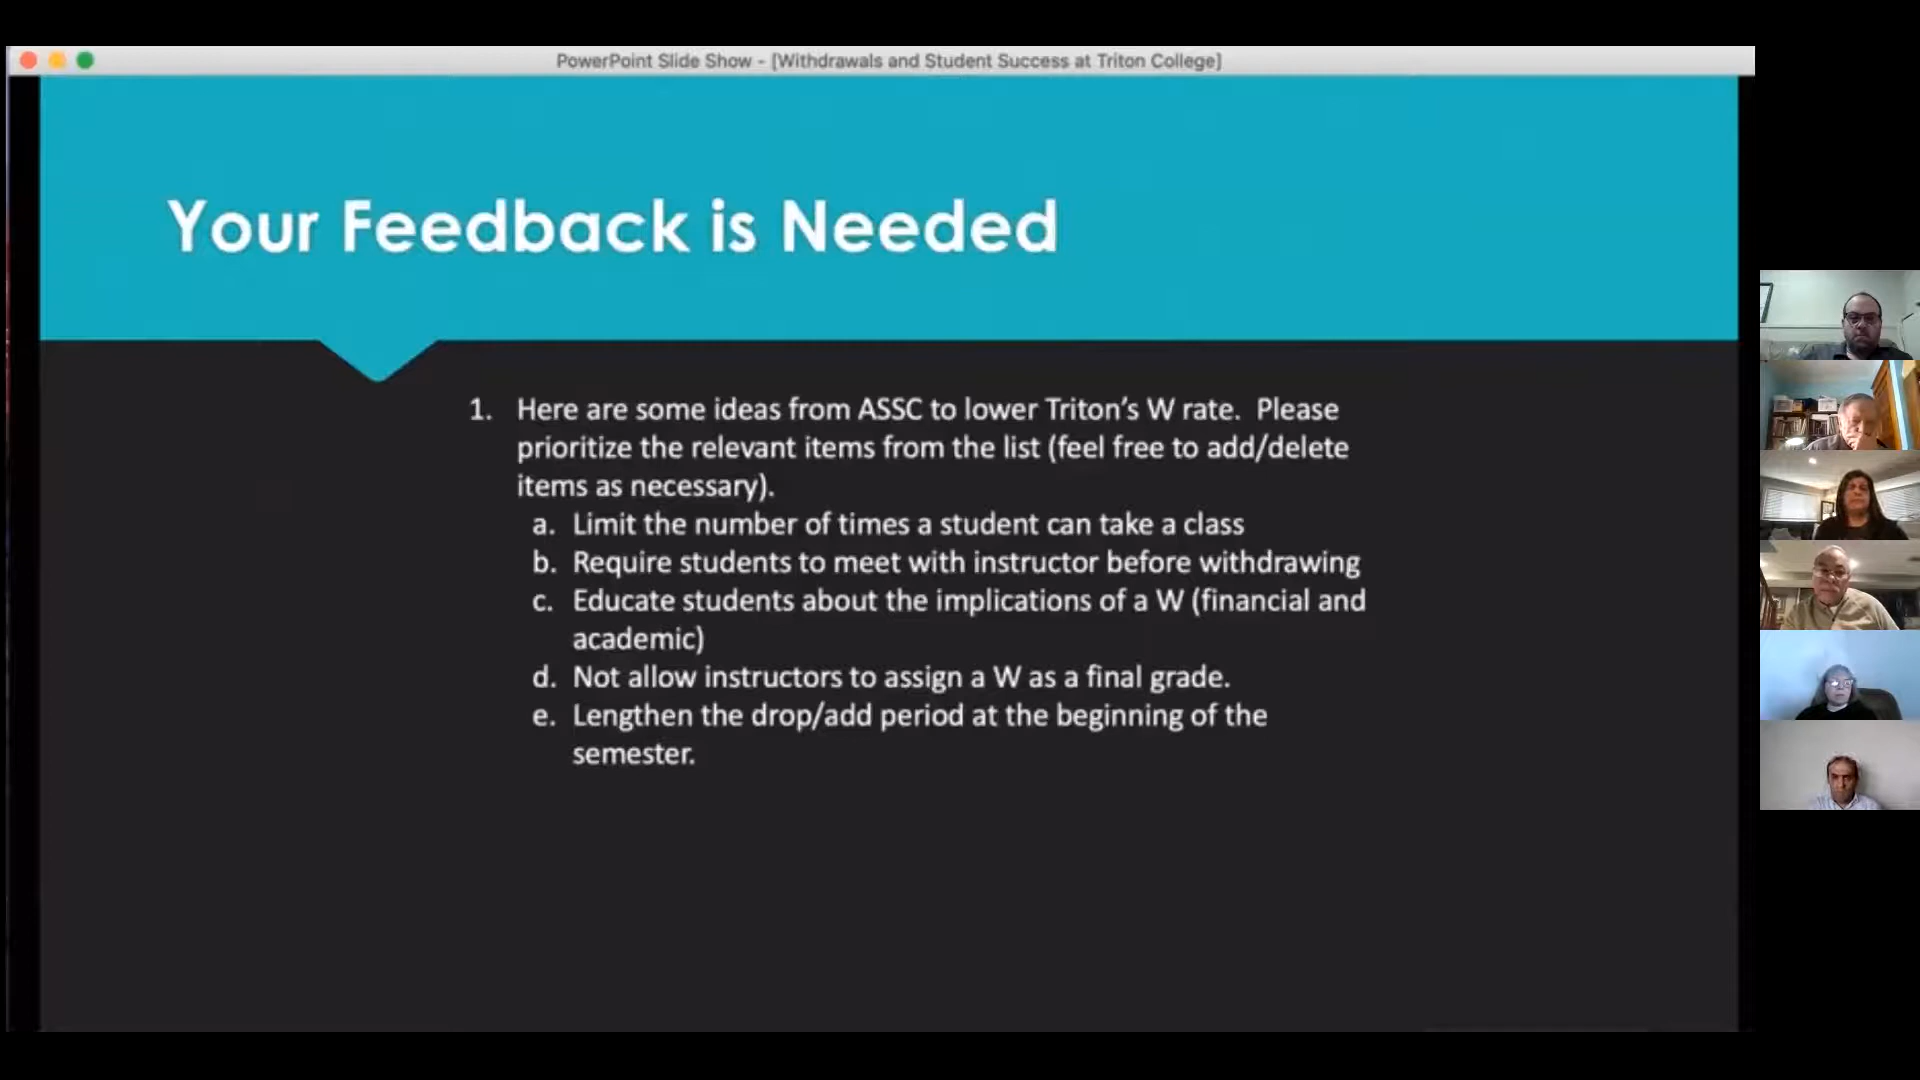 PowerPoint Slide Show - [Withdrawals and Student Success at Triton College]
Your Feedback is Needed
1. Here are some ideas from ASSC to lower Triton’s W rate. Please
prioritize the relevant items from the list (feel free to add/delete
items as necessary).
a. Limit the number of times a student can take a class
b. Require students to meet with instructor before withdrawing
c. Educate students about the implications of a W (financial and
academic)
d. Not allow instructors to assign a W as a final grade.
e. Lengthen the drop/add period at the beginning of the
semester.